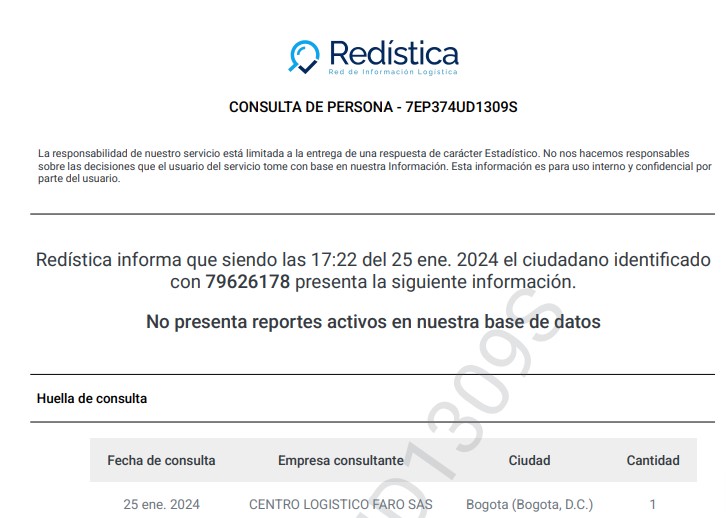 Redística
Red de Información Logística
CONSULTA DE PERSONA - 7EP374UD1309S
La responsabilidad de nuestro servicio está limitada a la entrega de una respuesta de carácter Estadístico. No nos hacemos responsables
sobre las decisiones que el usuario del servicio tome con base en nuestra Información. Esta información es para uso interno y confidencial por
parte del usuario.
Redística informa que siendo las 17:22 del 25 ene. 2024 el ciudadano identificado
con 79626178 presenta la siguiente información.
No presenta reportes activos en nuestra base de datos
Huella de consulta
Fecha de consulta Empresa consultante Ciudad Cantidad
25 ene. 2024 CENTRO LOGISTICO FARO SAS Bogota (Bogota, D.C.) 1
D1309S